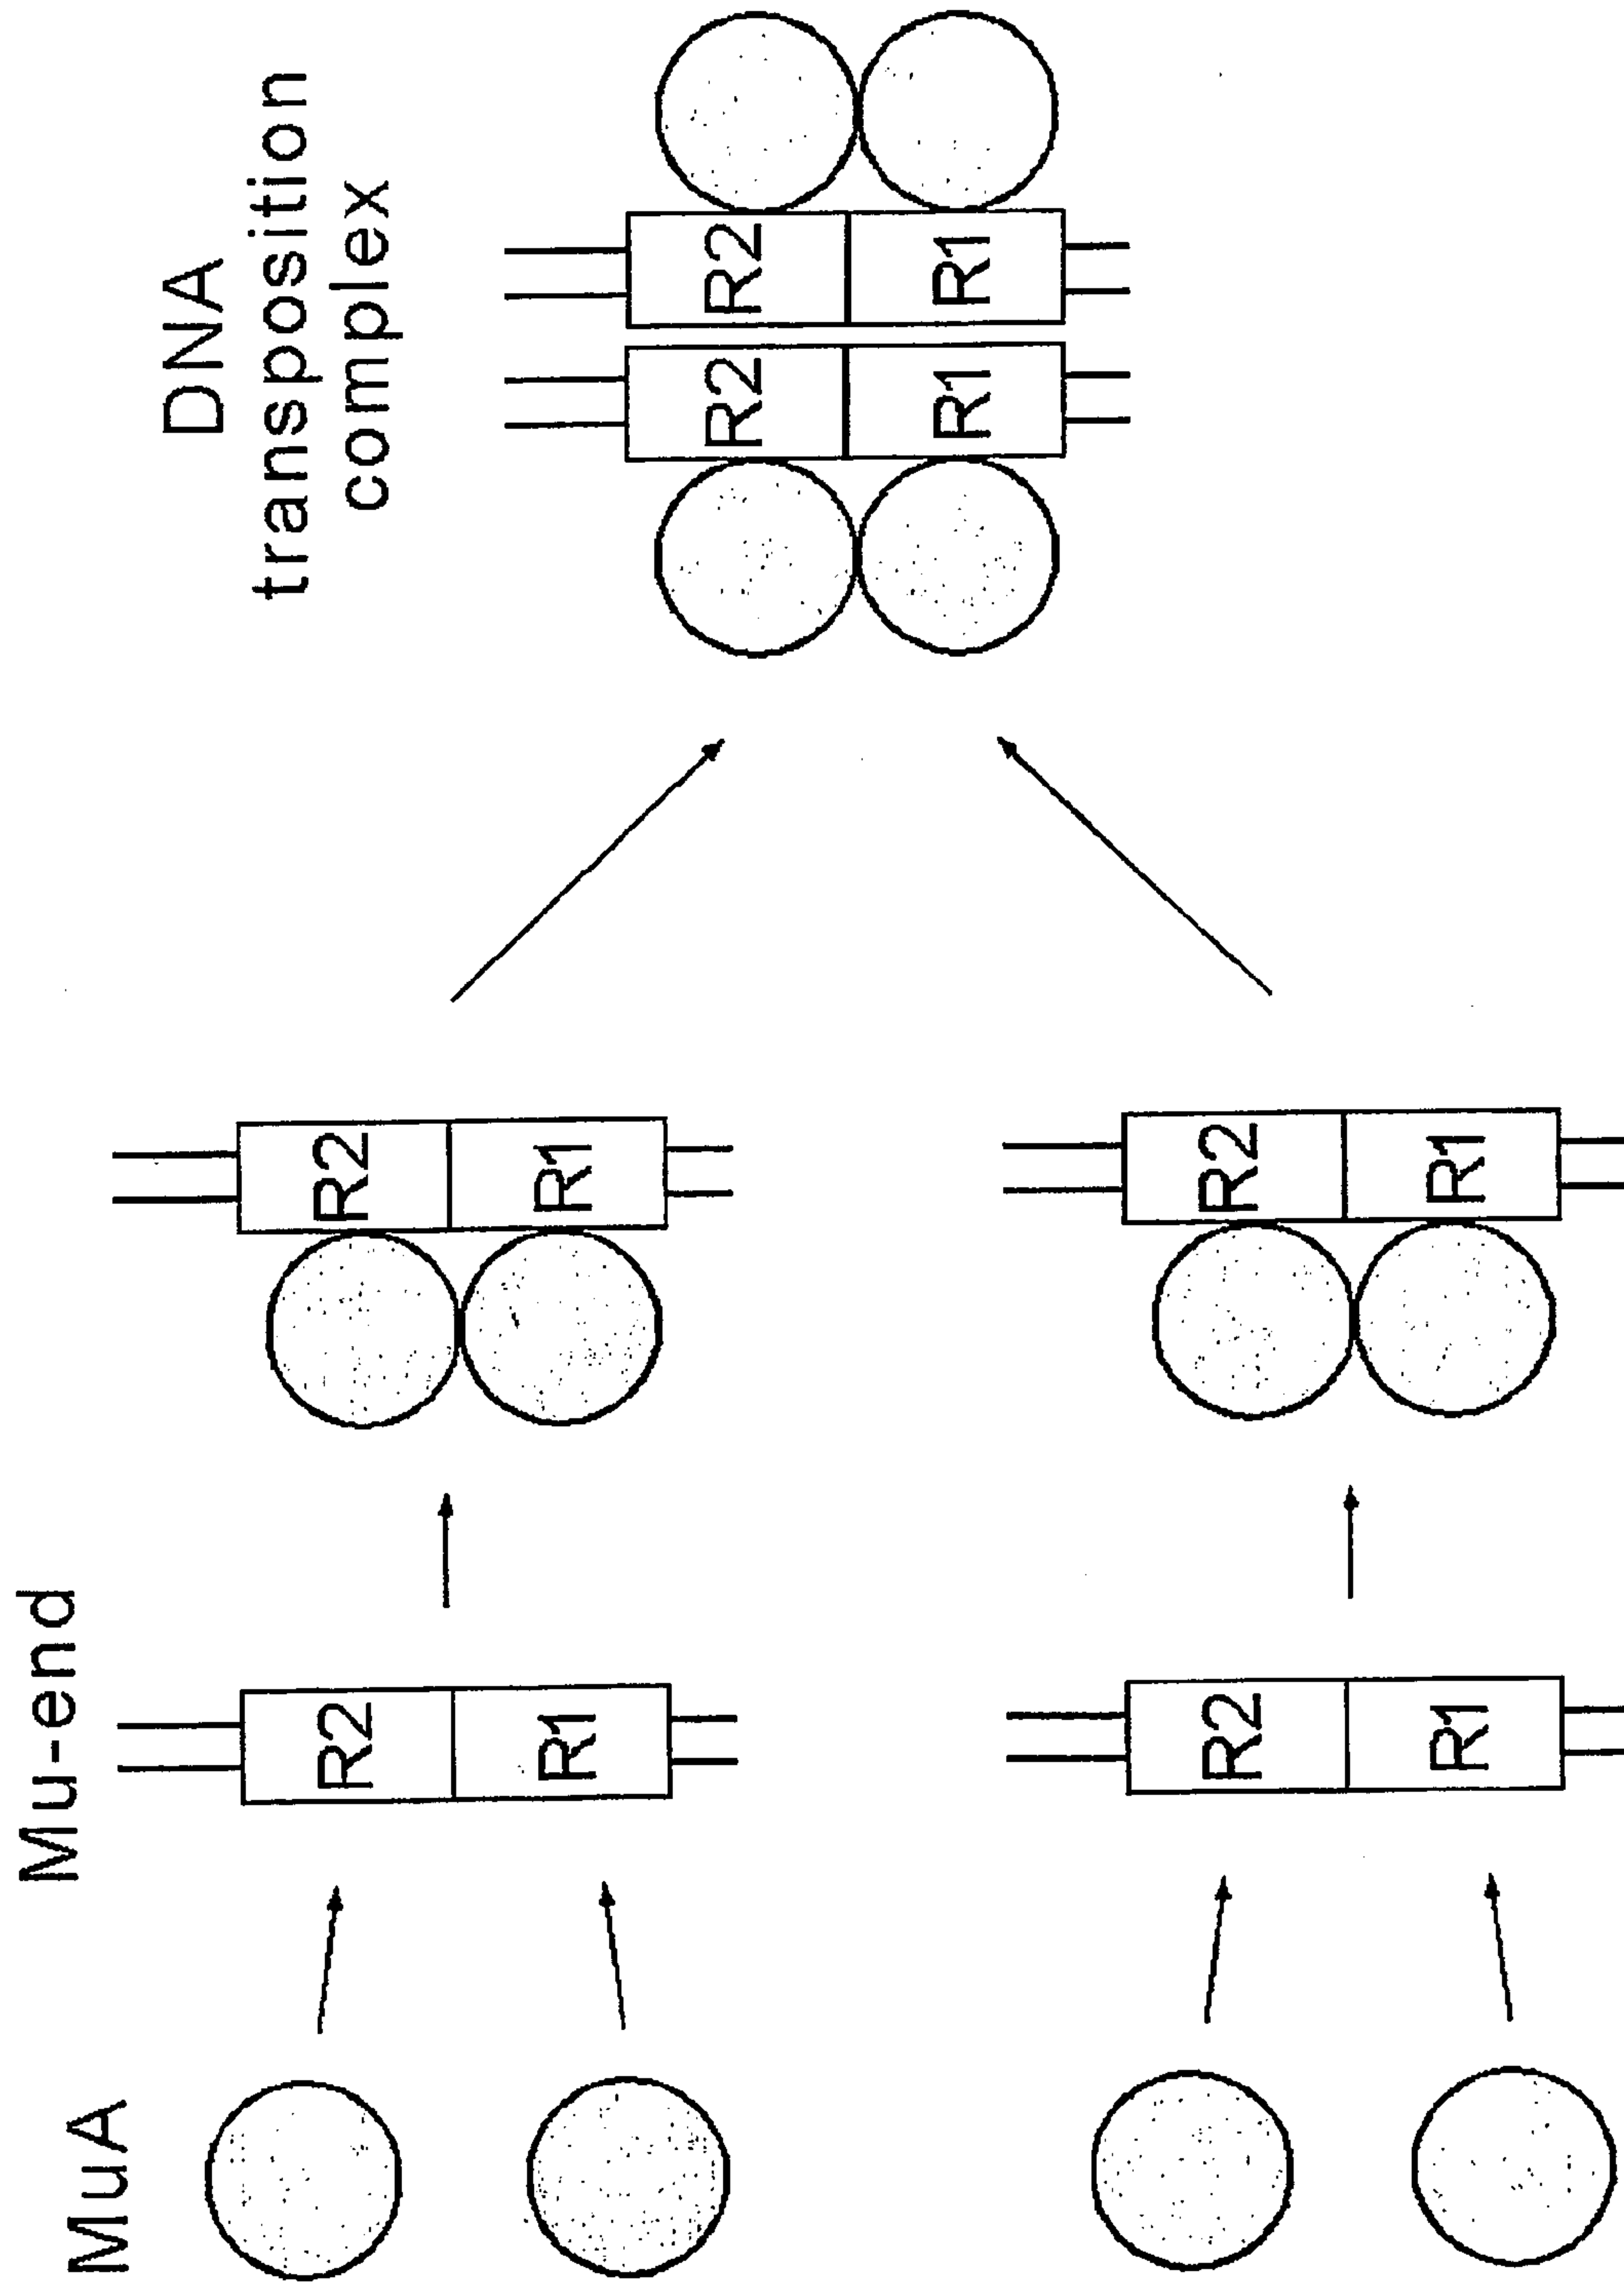 MuA
Mu-end
DNA
transposition
complex
R2
R2
R1
R1
R2
R2
R1
R1
R2
R2
R1
R1